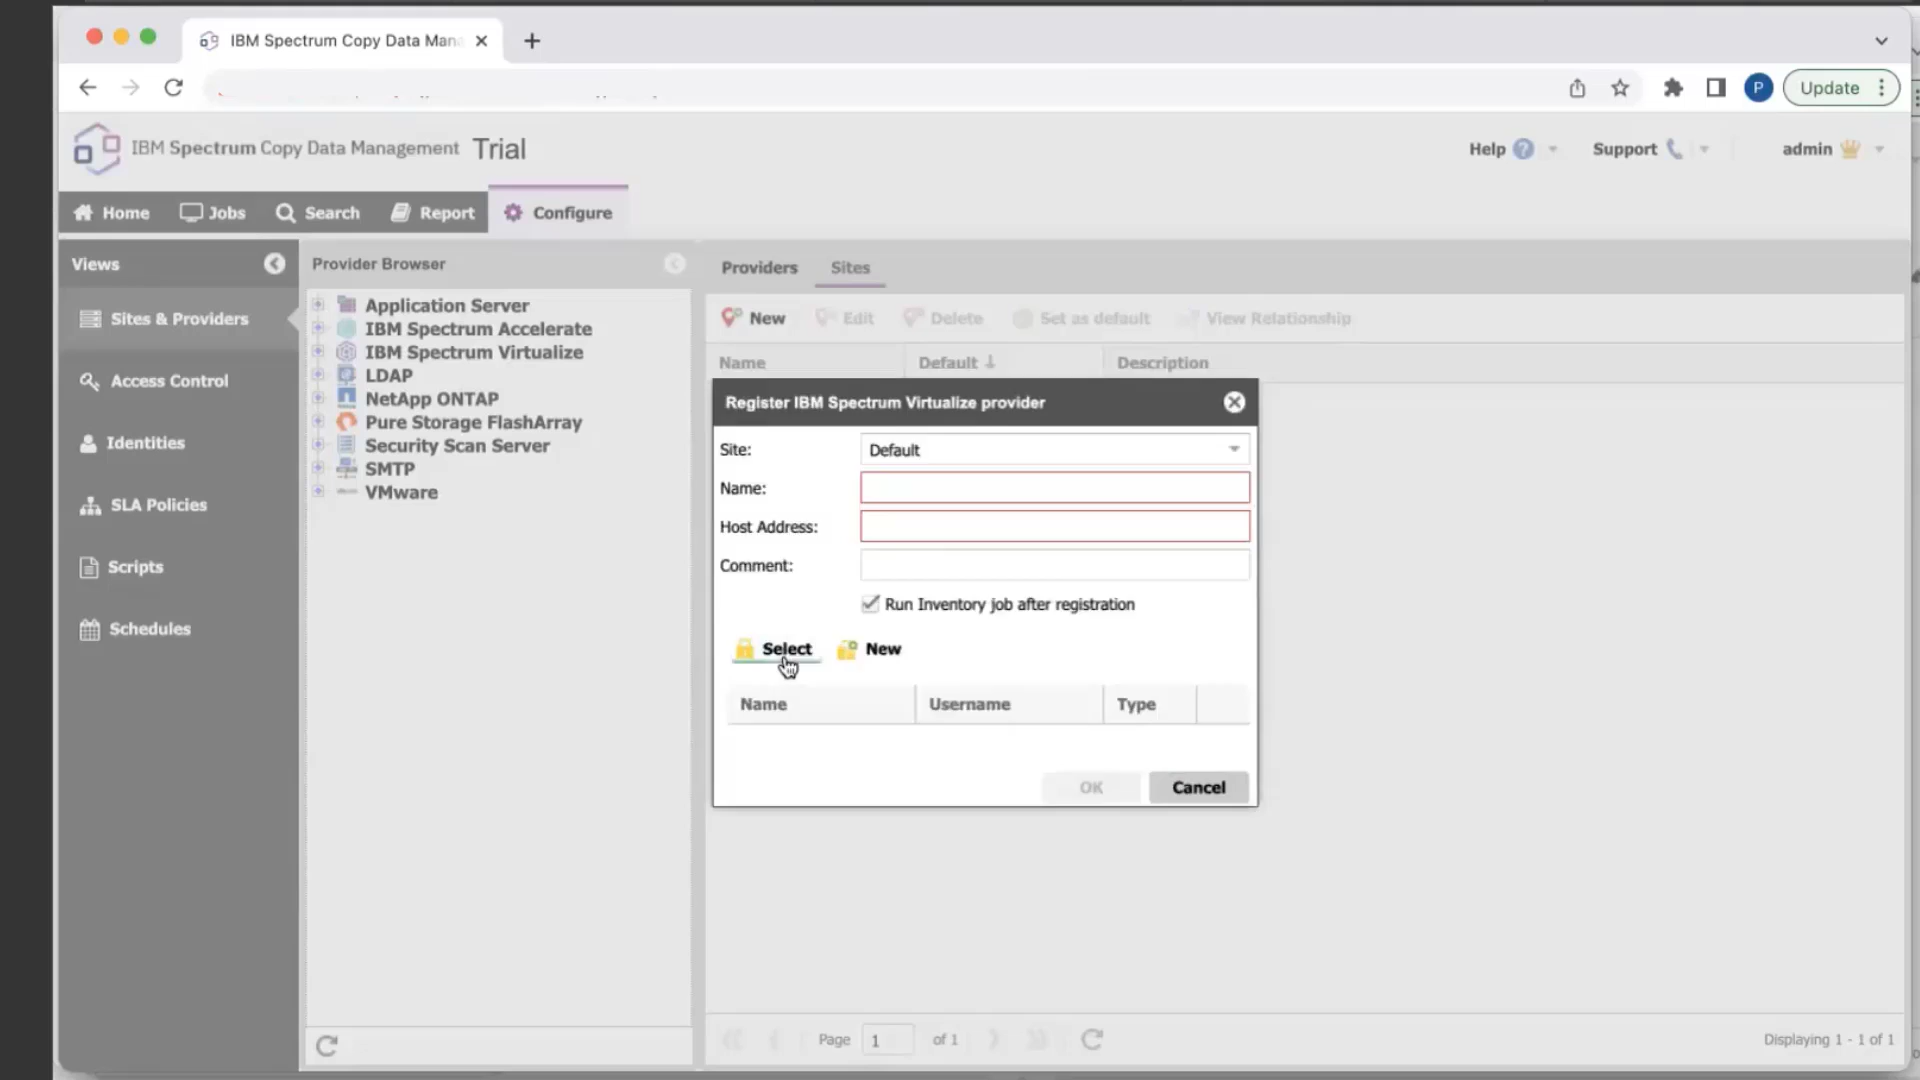 IBM Spectrum Copy Data Mana
P
Update
IBM Spectrum Copy Data Management Trial
Help
Support
admin
Home
Jobs
Search
Report
Configure
Views
Sites & Providers
Access Control
Identities
SLA Policies
Scripts
Schedules
Provider Browser
Application Server
IBM Spectrum Accelerate
IBM Spectrum Virtualize
LDAP
NetApp ONTAP
Pure Storage FlashArray
Security Scan Server
SMTP
VMware
Providers Sites
New Edit Delete Set as default View Relationship
Name Default Description
Register IBM Spectrum Virtualize provider
Site: Default
Name:
Host Address:
Comment:
Run Inventory job after registration
Select New
Name Username Type
OK Cancel
Page 1 of 1
Displaying 1 - 1 of 1